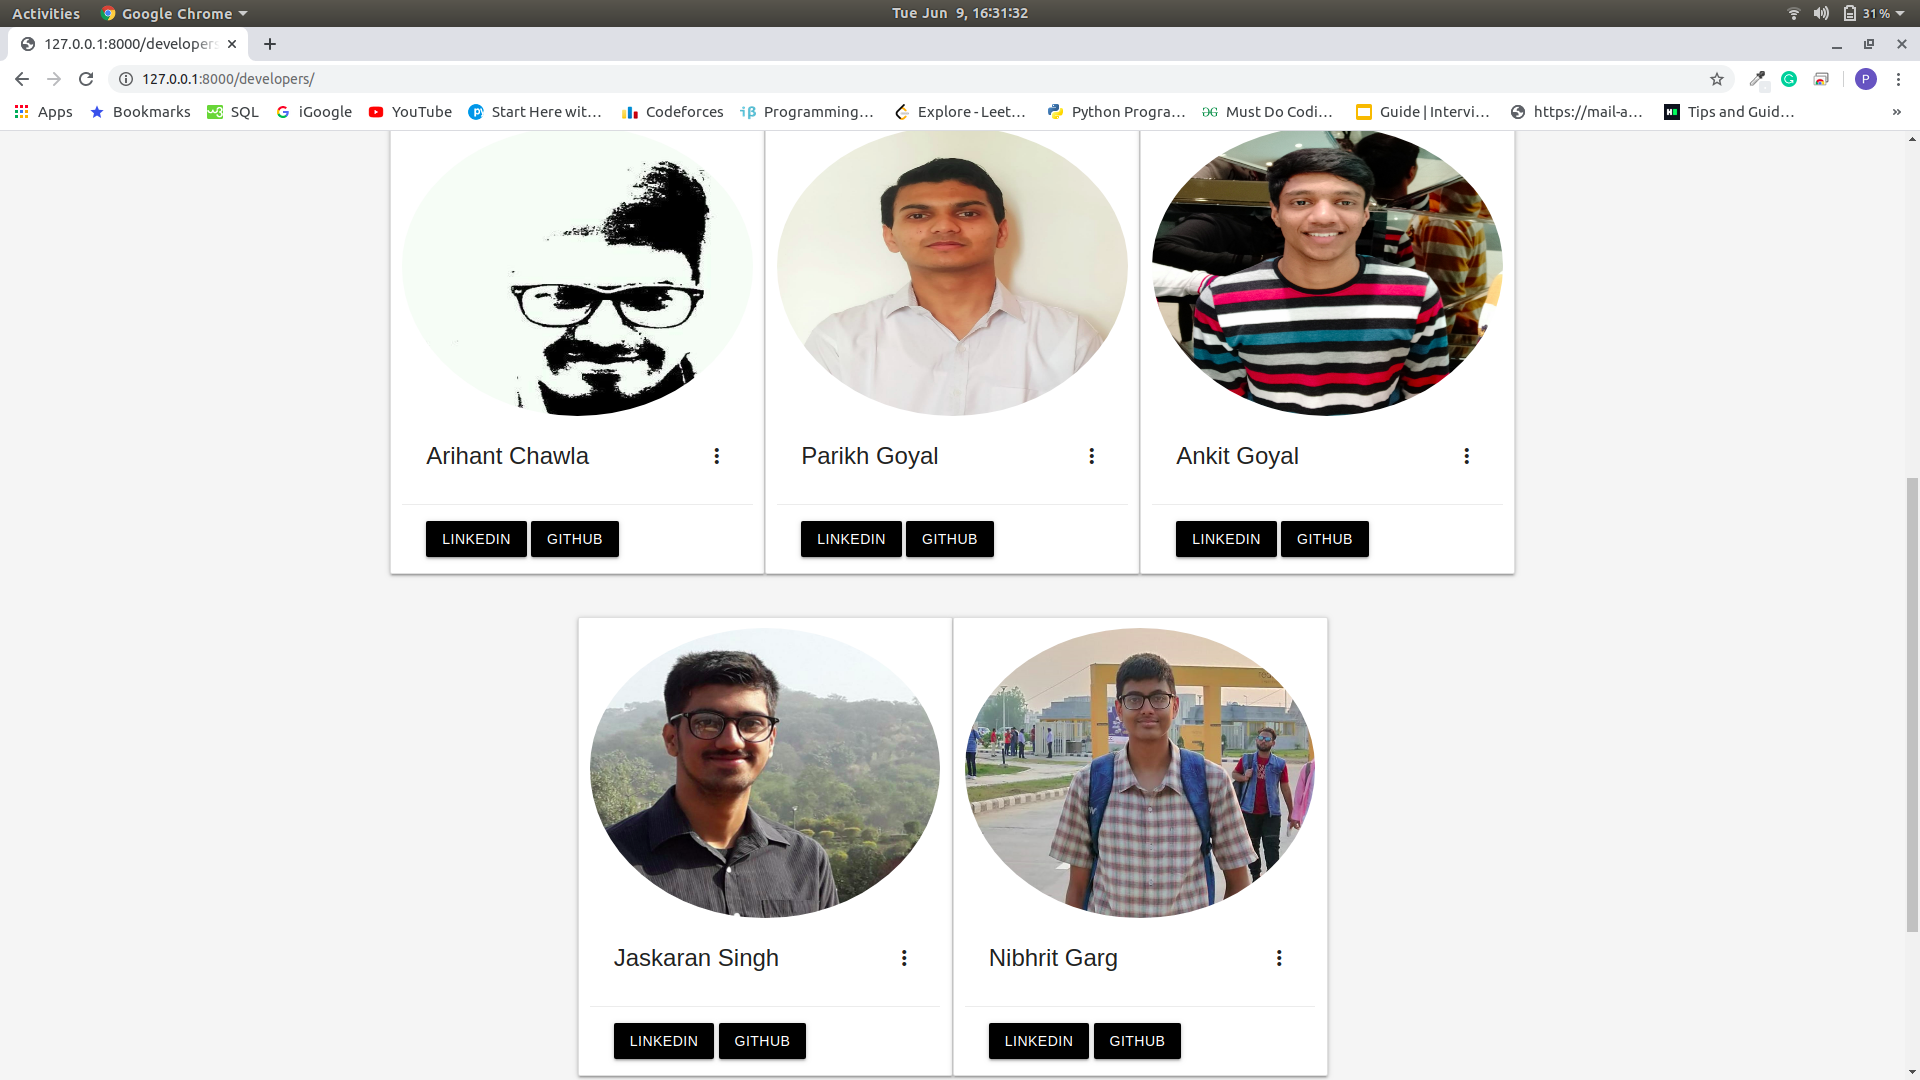 Activities Google Chrome Tue Jun 9, 16:31:32 31%
127.0.0.1:8000/developers
127.0.0.1:8000/developers/
Apps Bookmarks SQL iGoogle YouTube Start Here wit... Codeforces Programming... Explore - Leet... Python Progra... Must Do Codi... Guide | Intervi... https://mail-a... Tips and Guid... »
Arihant Chawla Parikh Goyal Ankit Goyal
LINKEDIN GITHUB LINKEDIN GITHUB LINKEDIN GITHUB
Jaskaran Singh Nibhrit Garg
LINKEDIN GITHUB LINKEDIN GITHUB